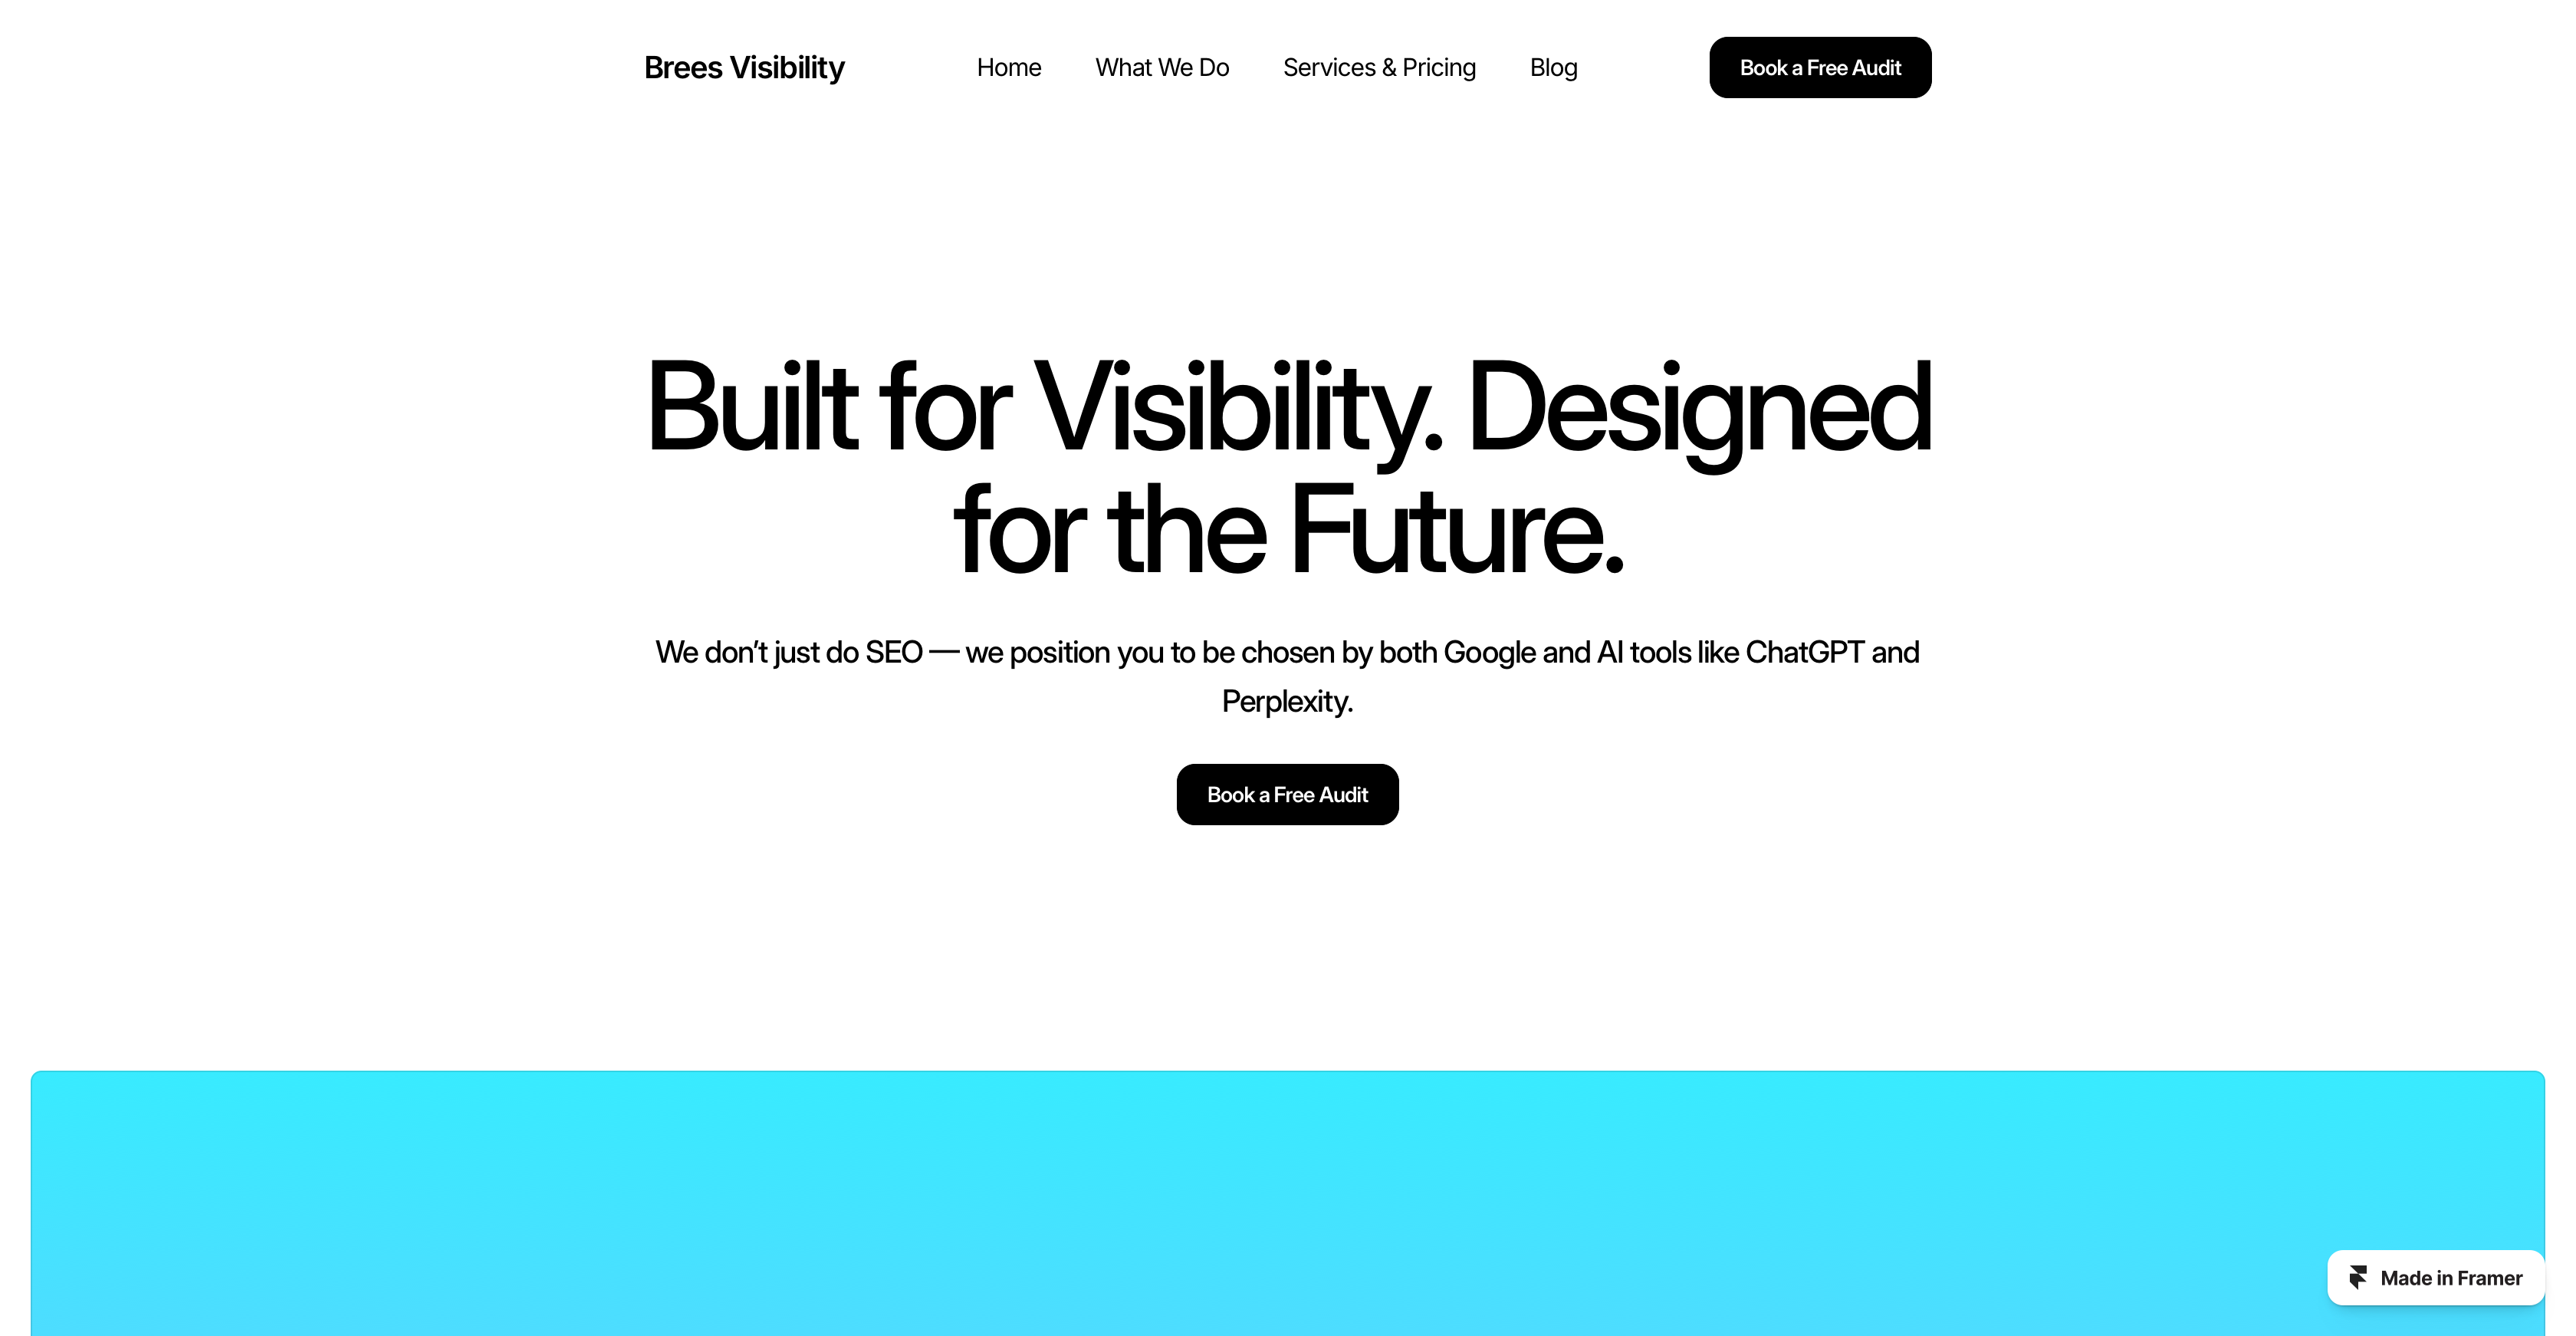 Brees Visibility
Home
What We Do
Services & Pricing
Blog
Book a Free Audit
Built for Visibility. Designed
for the Future.
We don’t just do SEO — we position you to be chosen by both Google and AI tools like ChatGPT and
Perplexity.
Book a Free Audit
Made in Framer